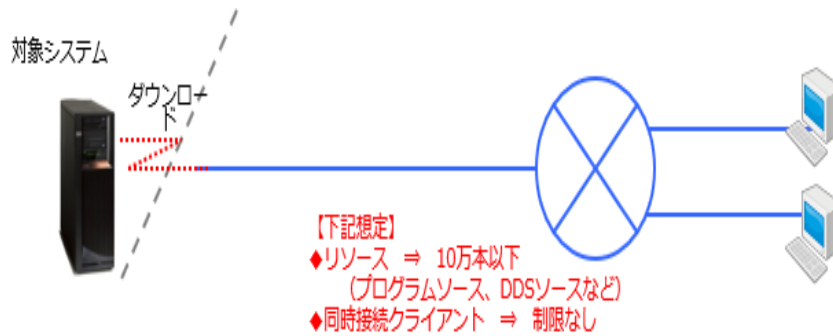 対象システム
ダウンロー
ド
【下記想定】
◆リソース ⇒ 10万本以下
（プログラムソース、DDSソースなど）
◆同時接続クライアント ⇒ 制限なし